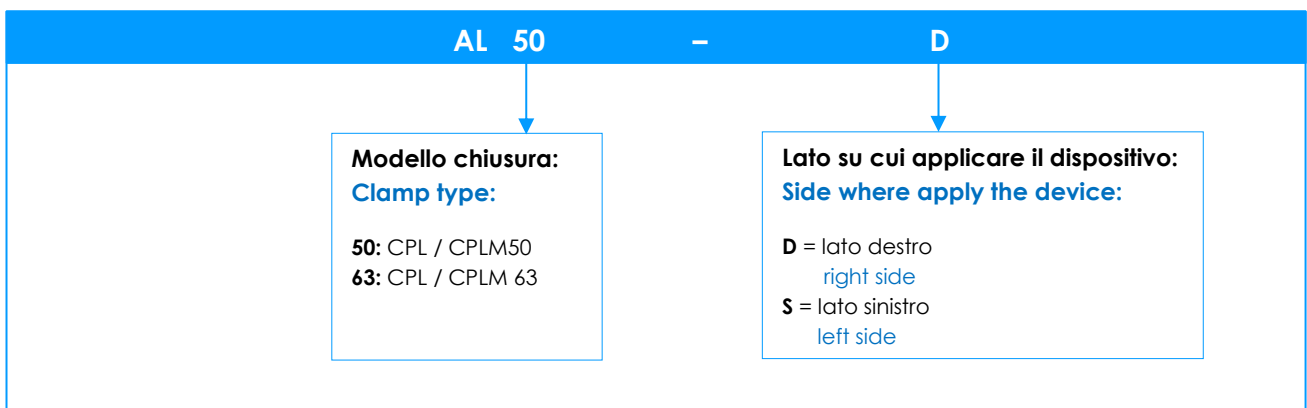 AL 50 – D
Modello chiusura:
Clamp type:
50: CPL / CPLM50
63: CPL / CPLM 63
Lato su cui applicare il dispositivo:
Side where apply the device:
D = lato destro
right side
S = lato sinistro
left side